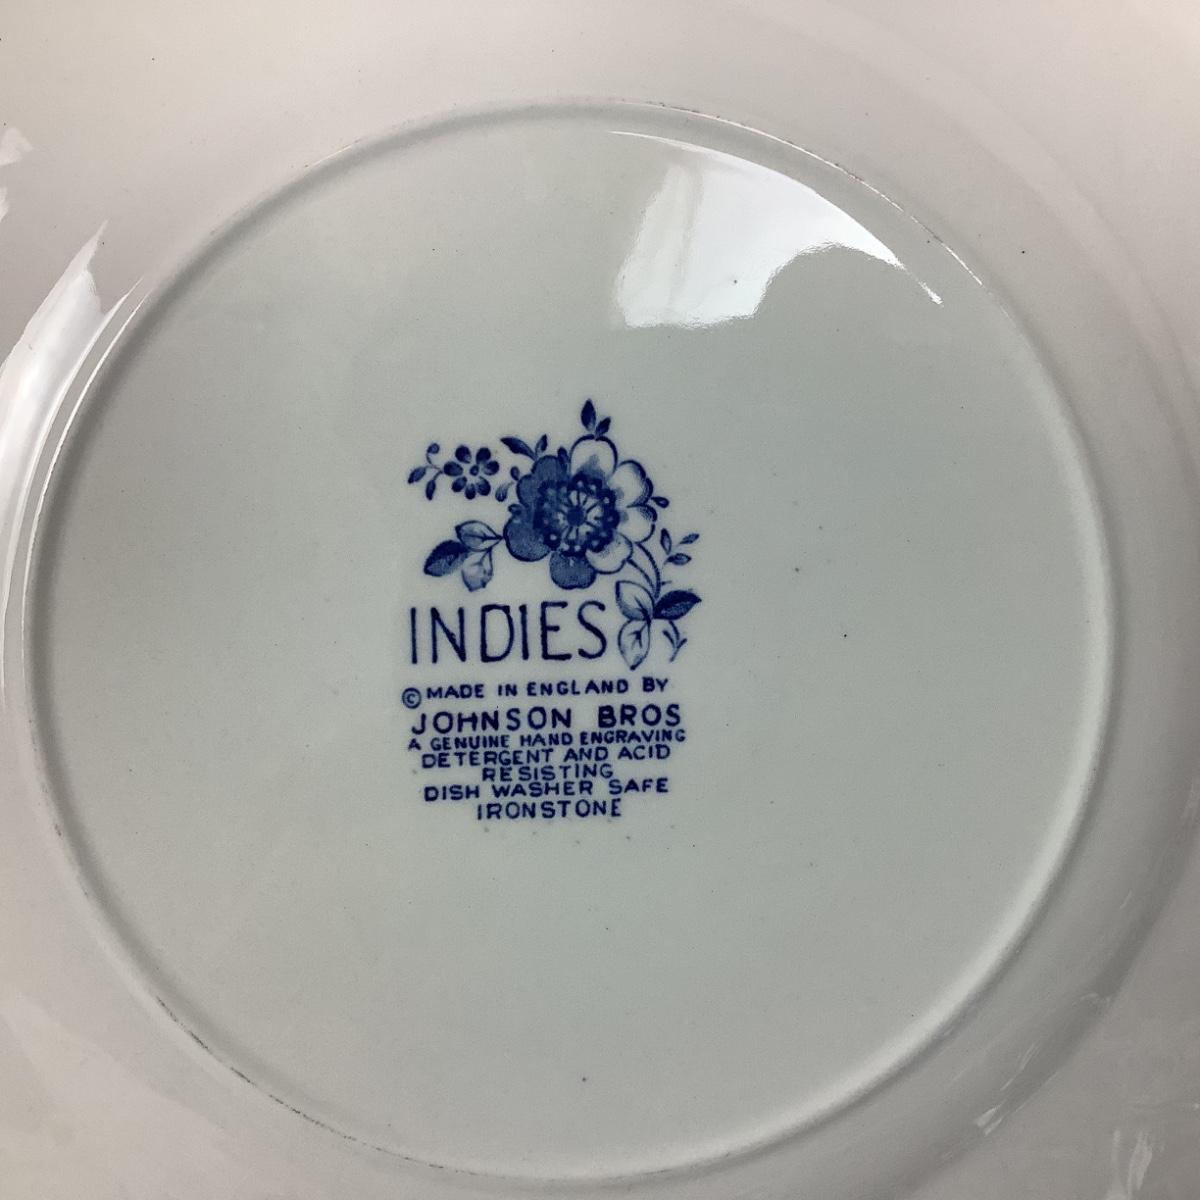 INDIES
© MADE IN ENGLAND BY
JOHNSON BROS
A GENUINE HAND ENGRAVING
DETERGENT AND ACID
RESISTING
DISH WASHER SAFE
IRONSTONE